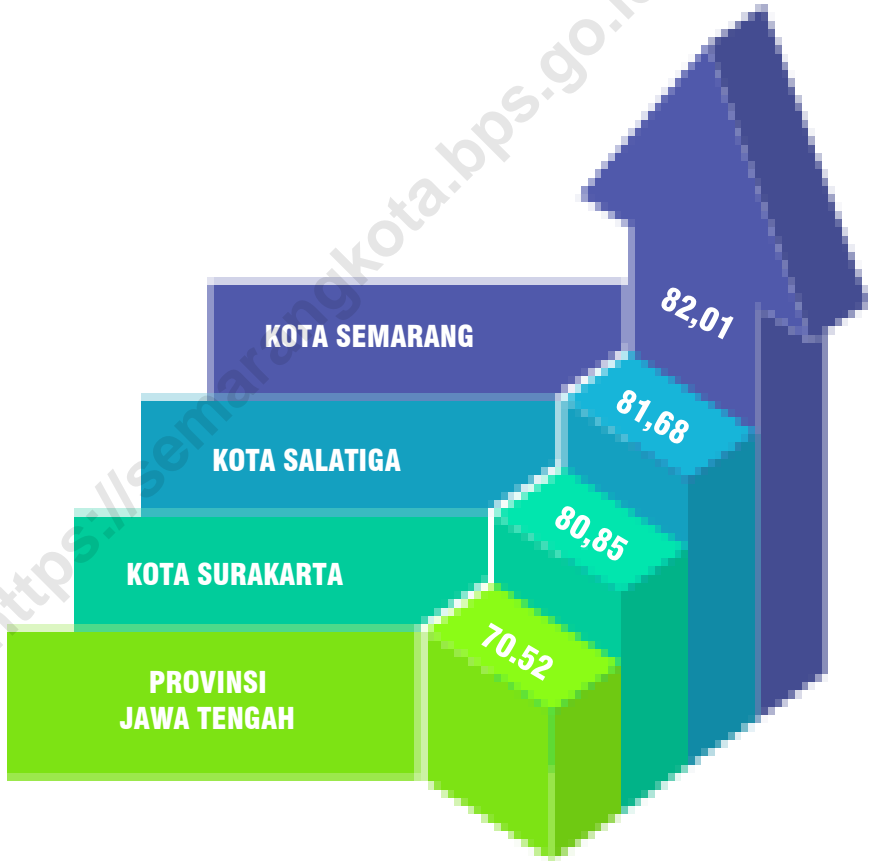 https://semarangkota.bps.go.id
82,01
KOTA SEMARANG
81,68
KOTA SALATIGA
80,85
KOTA SURAKARTA
70.52
PROVINSI
JAWA TENGAH